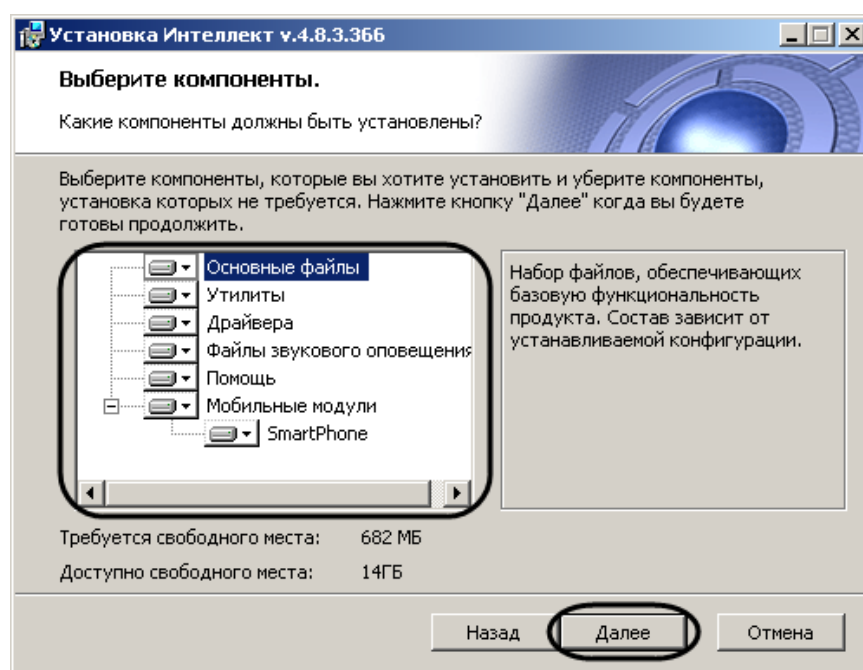 Установка Интеллект v.4.8.3.366
Выберите компоненты.
Какие компоненты должны быть установлены?
Выберите компоненты, которые вы хотите установить и уберите компоненты,
установка которых не требуется. Нажмите кнопку "Далее" когда вы будете
готовы продолжить.
Основные файлы
Утилиты
Драйвера
Файлы звукового оповещения
Помощь
Мобильные модули
SmartPhone
Набор файлов, обеспечивающих
базовую функциональность
продукта. Состав зависит от
устанавливаемой конфигурации.
Требуется свободного места: 682 МБ
Доступно свободного места: 14ГБ
Назад Далее Отмена